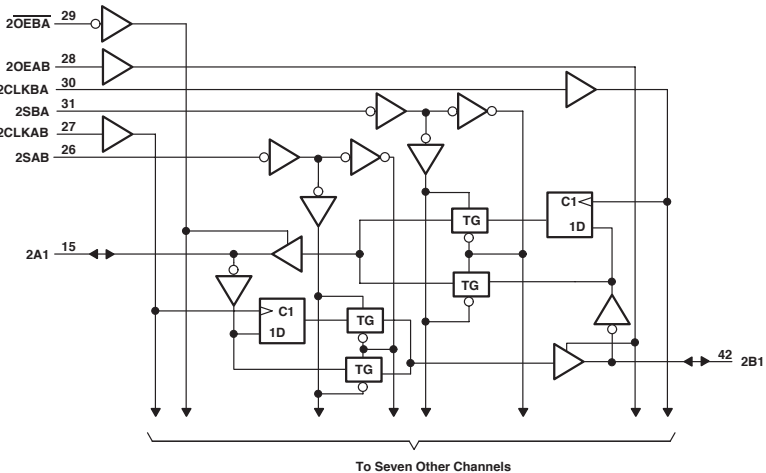 2OEBA 29
2OEAB 28
2CLKBA 30
2SBA 31
2CLKAB 27
2SAB 26
C1
1D
TG
2A1 15
TG
C1
1D
TG
TG
42 2B1
To Seven Other Channels